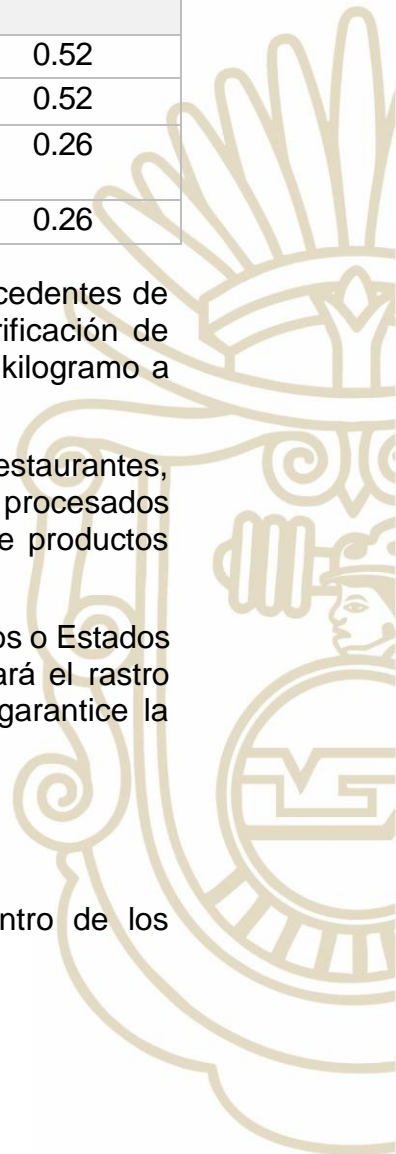 0.52
0.52
0.26
0.26
cedentes de
rificación de
kilogramo a
estaurantes,
procesados
e productos
os o Estados
ará el rastro
garantice la
ntro de los